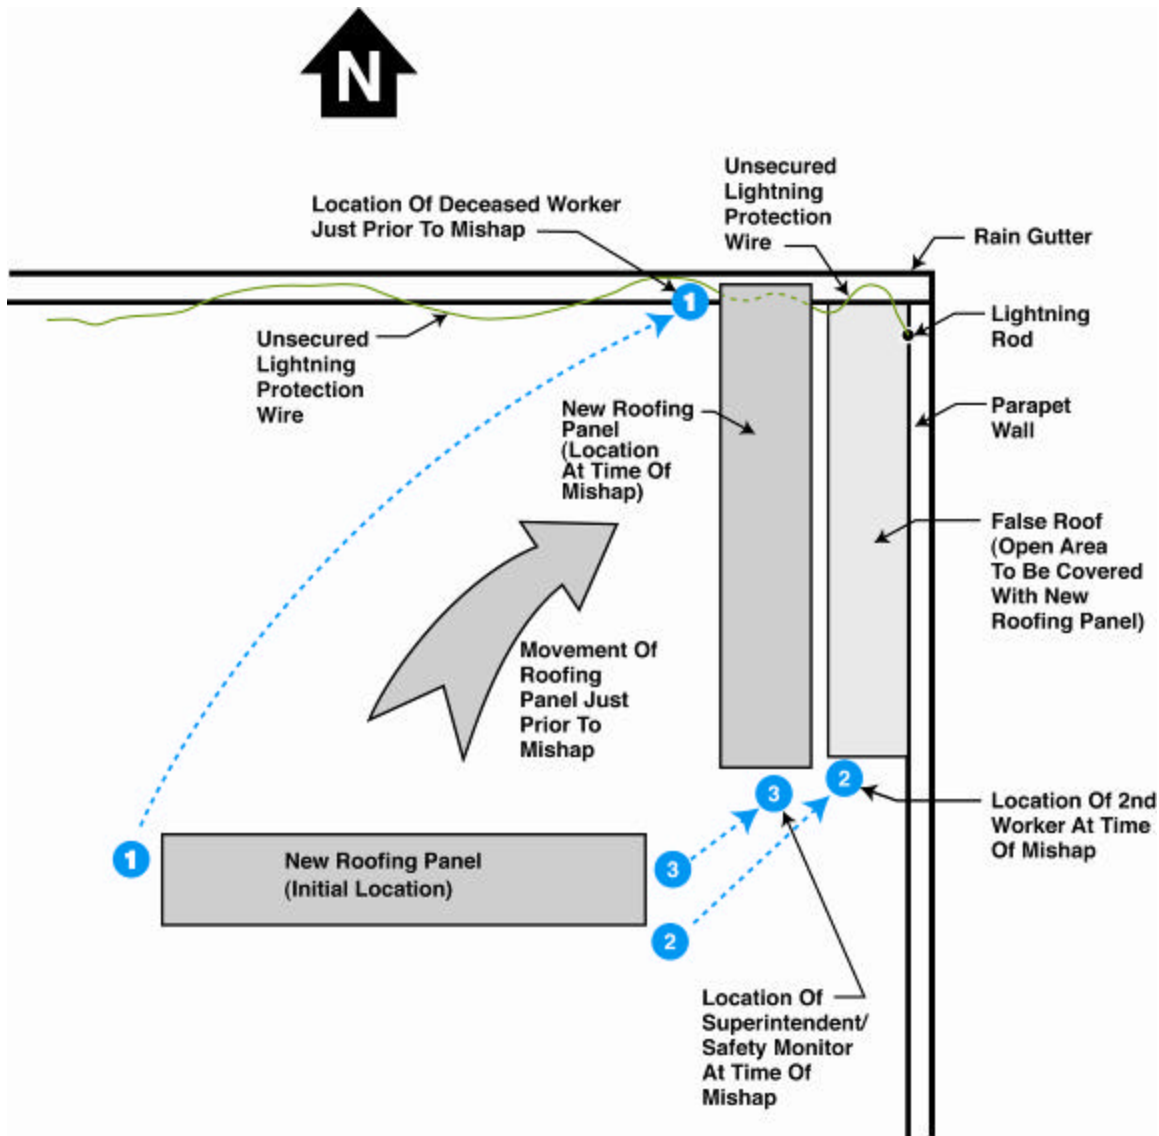 N
Location Of Deceased Worker
Just Prior To Mishap
Unsecured
Lightning
Protection
Wire
Rain Gutter
1
Lightning
Rod
Unsecured
Lightning
Protection
Wire
New Roofing
Panel
(Location
At Time Of
Mishap)
Parapet
Wall
False Roof
(Open Area
To Be Covered
With New
Roofing Panel)
Movement Of
Roofing
Panel Just
Prior To
Mishap
3
2
Location Of 2nd
Worker At Time
Of Mishap
1
New Roofing Panel
(Initial Location)
3
2
Location Of
Superintendent/
Safety Monitor
At Time Of
Mishap